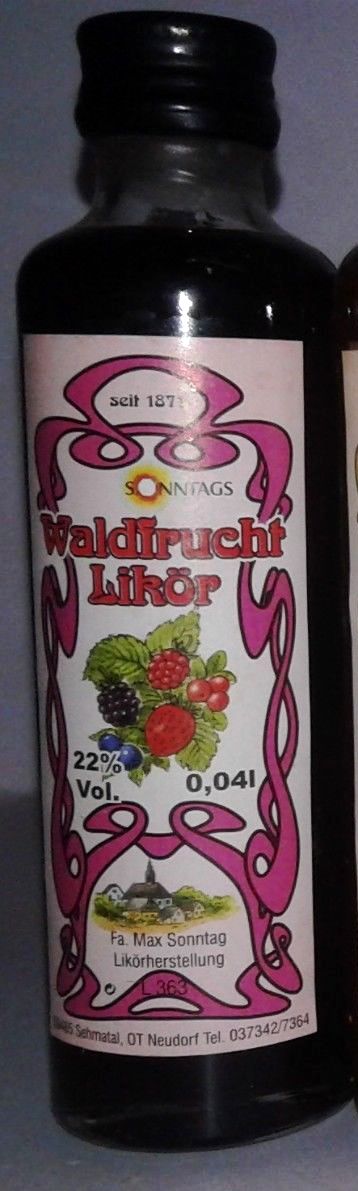 seit
SONNTAGS
Waldfrucht
Likör
22%
Vol.
0,04l
Fa. Max Sonntag
Likörherstellung
L 363
Sehmatal, OT Neudorf Tel. 037342/7364